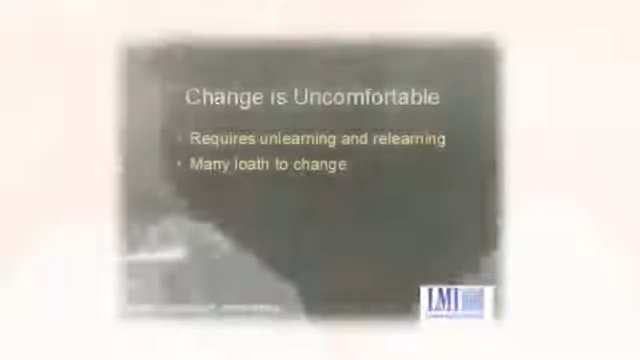 Change is Uncomfortable
Requires unlearning and relearning
Many loath to change
LMI